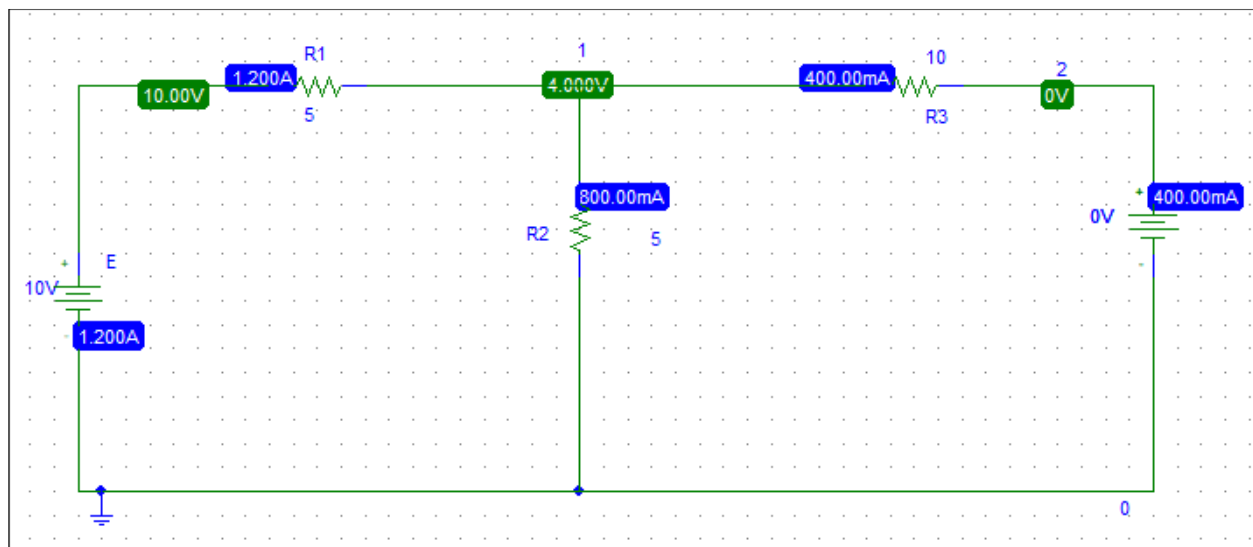 R1
1
10
2
1.200A
4.000V
400.00mA
10.00V
0V
5
R3
800.00mA
400.00mA
+
0V
R2
5
+
E
-
10V
-
1.200A
0